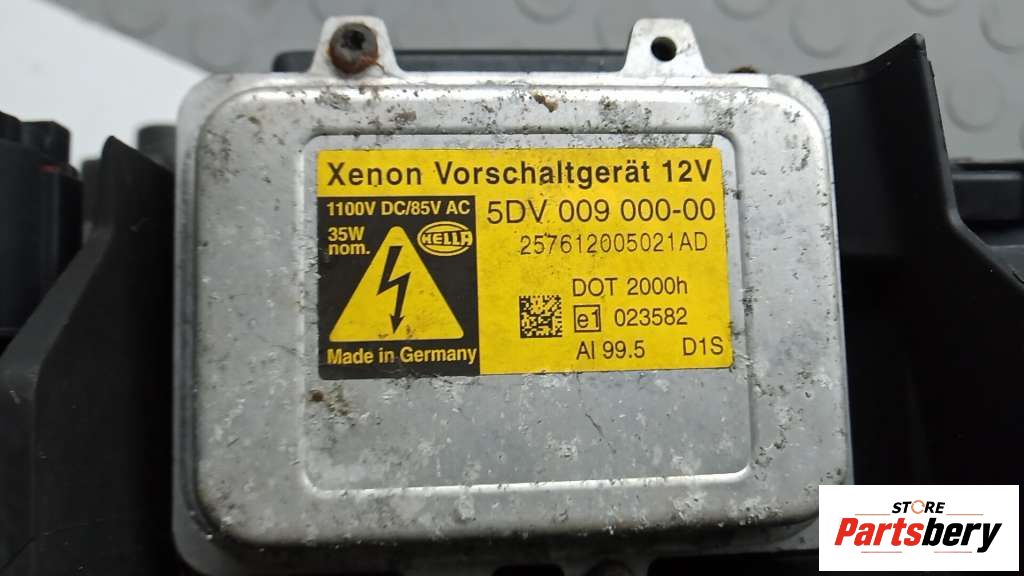 Xenon Vorschaltgerät 12V
1100V DC/85V AC
35W
nom.
HELLA
Made in Germany
5DV 009 000-00
257612005021AD
DOT 2000h
e1 023582
AI 99.5 D1S
STORE
Partsbery